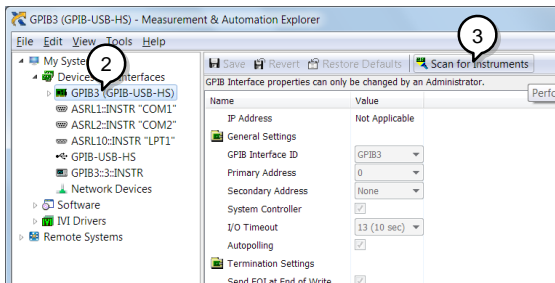 GPIB3 (GPIB-USB-HS) - Measurement & Automation Explorer
File Edit View Tools Help
3
2
My System
Devices Interfaces
GPIB3 (GPIB-USB-HS)
ASRL1::INSTR "COM1"
ASRL2::INSTR "COM2"
ASRL10::INSTR "LPT1"
GPIB-USB-HS
GPIB3::3::INSTR
Network Devices
Software
IVI Drivers
Remote Systems
Save Revert Restore Defaults Scan for Instruments
GPIB Interface properties can only be changed by an Administrator.
Perfo
Name Value
IP Address Not Applicable
General Settings
GPIB Interface ID GPIB3
Primary Address 0
Secondary Address None
System Controller
I/O Timeout 13 (10 sec)
Autopolling
Termination Settings
Send EOI at End of Write